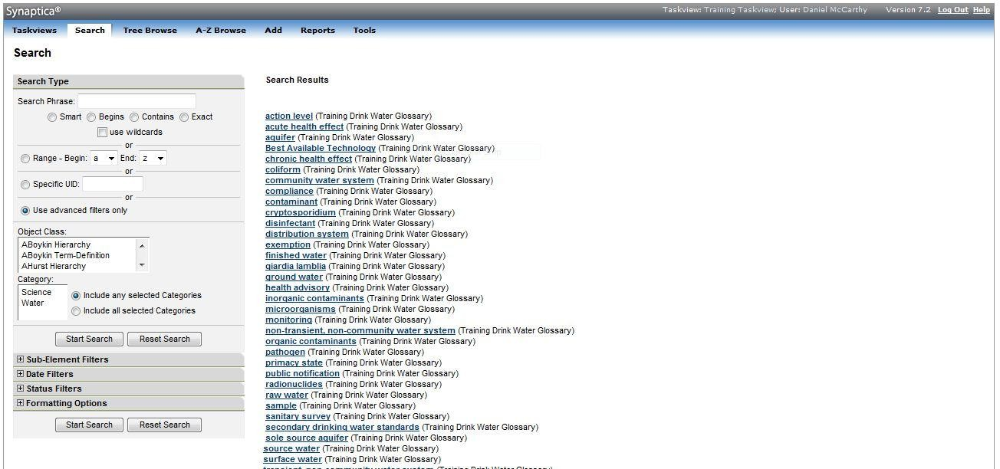 Synaptica®
Taskview: Training Taskview; User: Daniel McCarthy Version 7.2 Log Out Help
Taskviews Search Tree Browse A-Z Browse Add Reports Tools
Search
Search Type
Search Phrase:
Smart Begins Contains Exact
use wildcards
or
Range - Begin: a End: z
or
Specific UID:
or
Use advanced filters only
Object Class:
ABoykin Hierarchy
ABoykin Term-Definition
AHurst Hierarchy
Category:
Science
Water
Include any selected Categories
Include all selected Categories
Start Search Reset Search
Sub-Element Filters
Date Filters
Status Filters
Formatting Options
Start Search Reset Search
Search Results
action level (Training Drink Water Glossary)
acute health effect (Training Drink Water Glossary)
aquifer (Training Drink Water Glossary)
Best Available Technology (Training Drink Water Glossary)
chronic health effect (Training Drink Water Glossary)
coliform (Training Drink Water Glossary)
community water system (Training Drink Water Glossary)
compliance (Training Drink Water Glossary)
contaminant (Training Drink Water Glossary)
cryptosporidium (Training Drink Water Glossary)
disinfectant (Training Drink Water Glossary)
distribution system (Training Drink Water Glossary)
exemption (Training Drink Water Glossary)
finished water (Training Drink Water Glossary)
giardia lamblia (Training Drink Water Glossary)
ground water (Training Drink Water Glossary)
health advisory (Training Drink Water Glossary)
inorganic contaminants (Training Drink Water Glossary)
microorganisms (Training Drink Water Glossary)
monitoring (Training Drink Water Glossary)
non-transient, non-community water system (Training Drink Water Glossary)
organic contaminants (Training Drink Water Glossary)
pathogen (Training Drink Water Glossary)
primacy state (Training Drink Water Glossary)
public notification (Training Drink Water Glossary)
radionuclides (Training Drink Water Glossary)
raw water (Training Drink Water Glossary)
sample (Training Drink Water Glossary)
sanitary survey (Training Drink Water Glossary)
secondary drinking water standards (Training Drink Water Glossary)
sole source aquifer (Training Drink Water Glossary)
source water (Training Drink Water Glossary)
surface water (Training Drink Water Glossary)
transient, non-community water system (Training Drink Water Glossary)